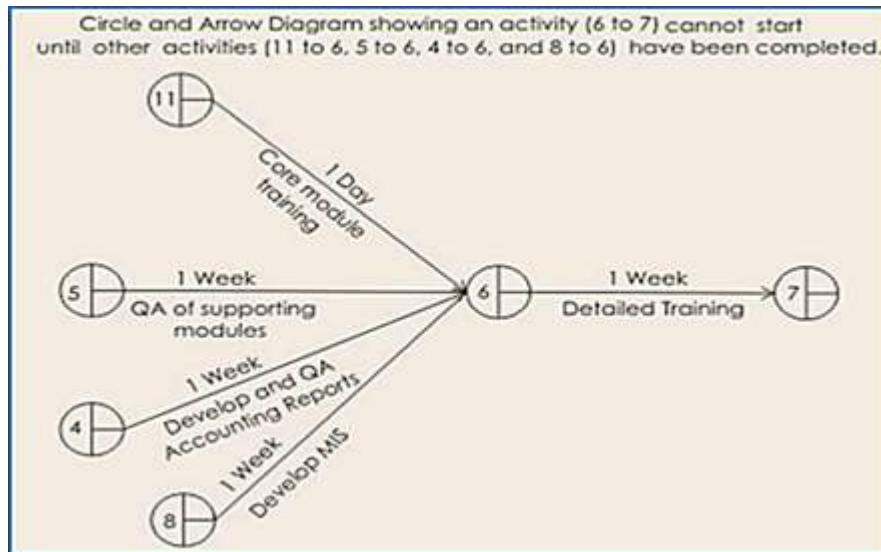 Circle and Arrow Diagram showing an activity (6 to 7) cannot start
until other activities (11 to 6, 5 to 6, 4 to 6, and 8 to 6) have been completed.
11
1 Day
Core module
training
5
1 Week
QA of supporting
modules
6
1 Week
Detailed Training
7
4
1 Week
Develop and QA
Accounting Reports
8
1 Week
Develop MIS